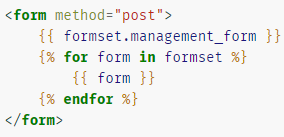 <form method="post">
    {{ formset.management_form }}
    {% for form in formset %}
        {{ form }}
    {% endfor %}
</form>